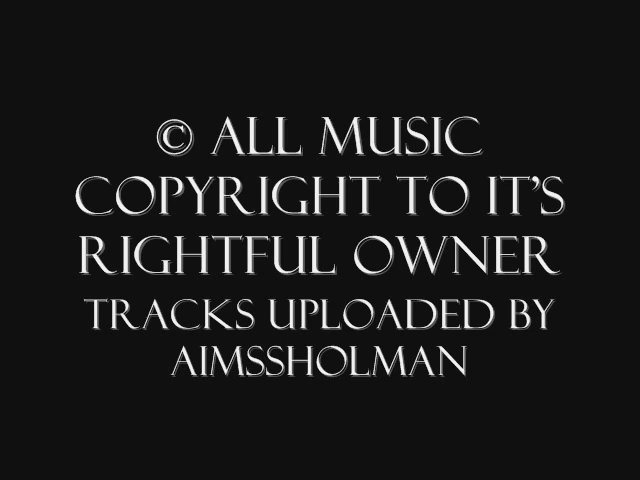 © ALL MUSIC
COPYRIGHT TO IT'S
RIGHTFUL OWNER
TRACKS UPLOADED BY
AIMSSHOLMAN